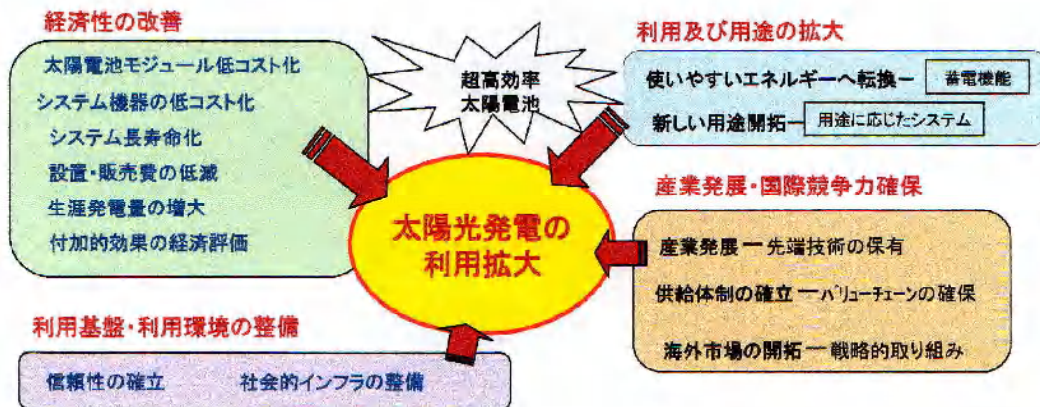 経済性の改善
太陽電池モジュール低コスト化
システム機器の低コスト化
システム長寿命化
設置・販売費の低減
生涯発電量の増大
付加的効果の経済評価
超高効率
太陽電池
利用及び用途の拡大
使いやすいエネルギーへ転換ー 蓄電機能
新しい用途開拓ー 用途に応じたシステム
太陽光発電の
利用拡大
産業発展・国際競争力確保
産業発展ー先端技術の保有
供給体制の確立ーバリューチェーンの確保
海外市場の開拓ー戦略的取り組み
利用基盤・利用環境の整備
信頼性の確立 社会的インフラの整備